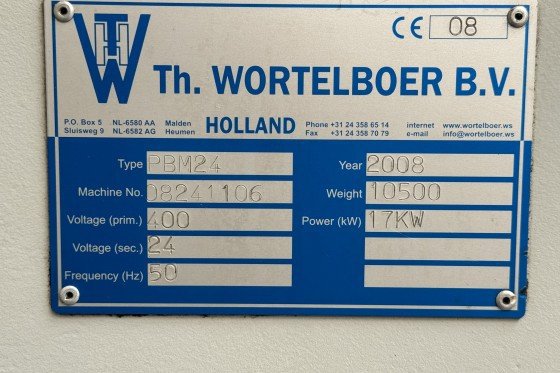 TH
W
CE 08
Th. WORTELBOER B.V.
P.O. Box 5 NL-6580 AA Malden HOLLAND Phone +31 24 358 65 14 internet www.wortelboer.ws
Sluisweg 9 NL-6582 AG Heumen Fax +31 24 358 70 79 e-mail info@wortelboer.ws
Type PBM24 Year 2008
Machine No. 08241106 Weight 10500
Voltage (prim.) 400 Power (kW) 17KW
Voltage (sec.) 24
Frequency (Hz) 50